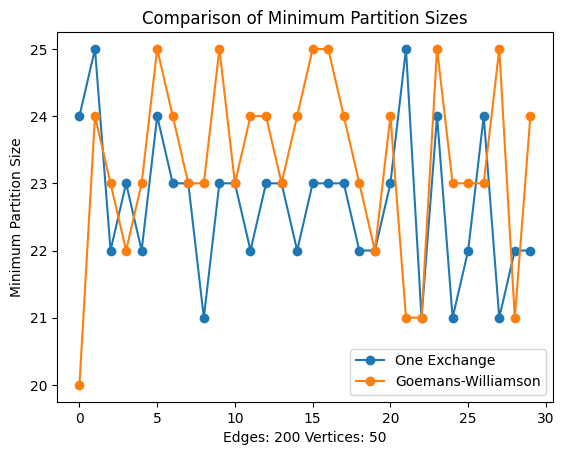 Comparison of Minimum Partition Sizes
Minimum Partition Size
25
24
23
22
21
20
0 5 10 15 20 25 30
Edges: 200 Vertices: 50
One Exchange
Goemans-Williamson